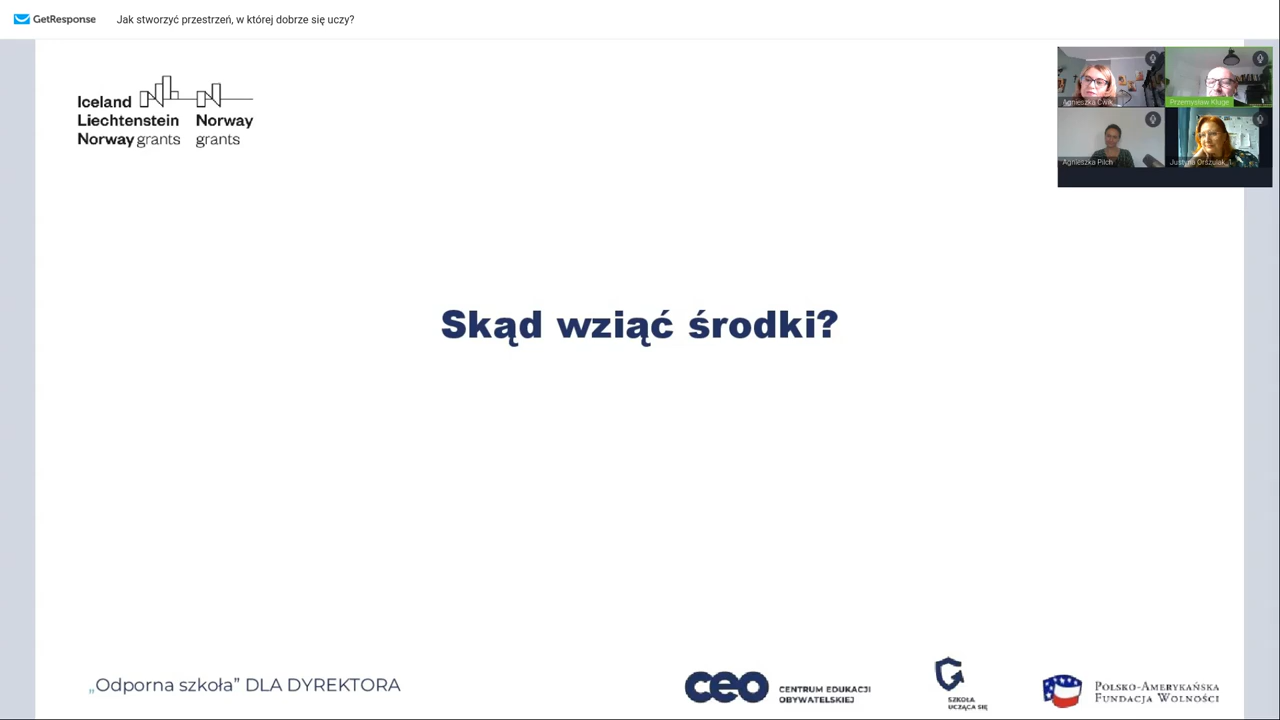 GetResponse
Jak stworzyć przestrzeń, w której dobrze się uczy?
Iceland
Liechtenstein
Norway grants
Norway
grants
Agnieszka Ćwik
Przemysław Kluge
Agnieszka Pilch
Justyna Orszulak
Skąd wziąć środki?
„Odporna szkoła” DLA DYREKTORA
ceo
CENTRUM EDUKACJI
OBYWATELSKIEJ
SZKOŁA
UCZĄCA SIĘ
POLSKO-AMERYKAŃSKA
FUNDACJA WOLNOŚCI